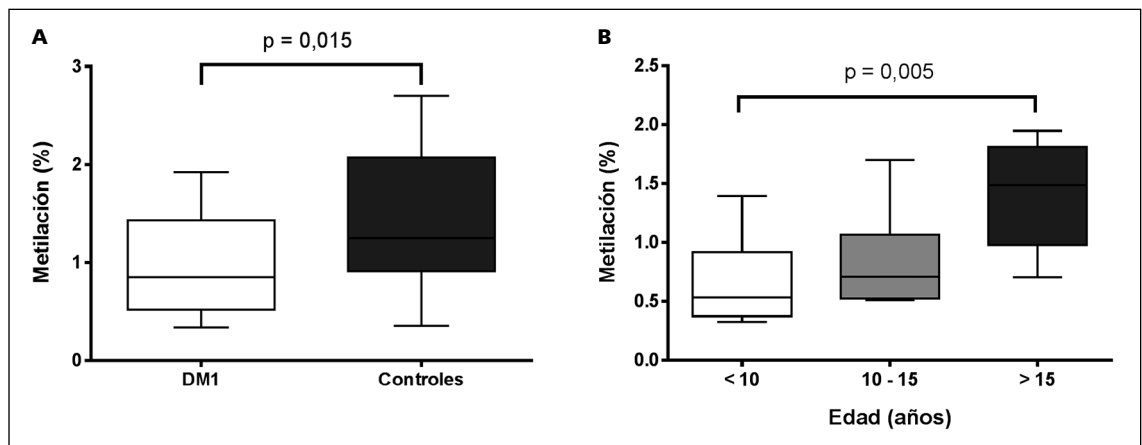 A
p = 0,015
Metilación (%)
3
2
1
0
DM1 Controles
B
p = 0,005
Metilación (%)
2.5
2.0
1.5
1.0
0.5
0.0
< 10 10 - 15 > 15
Edad (años)